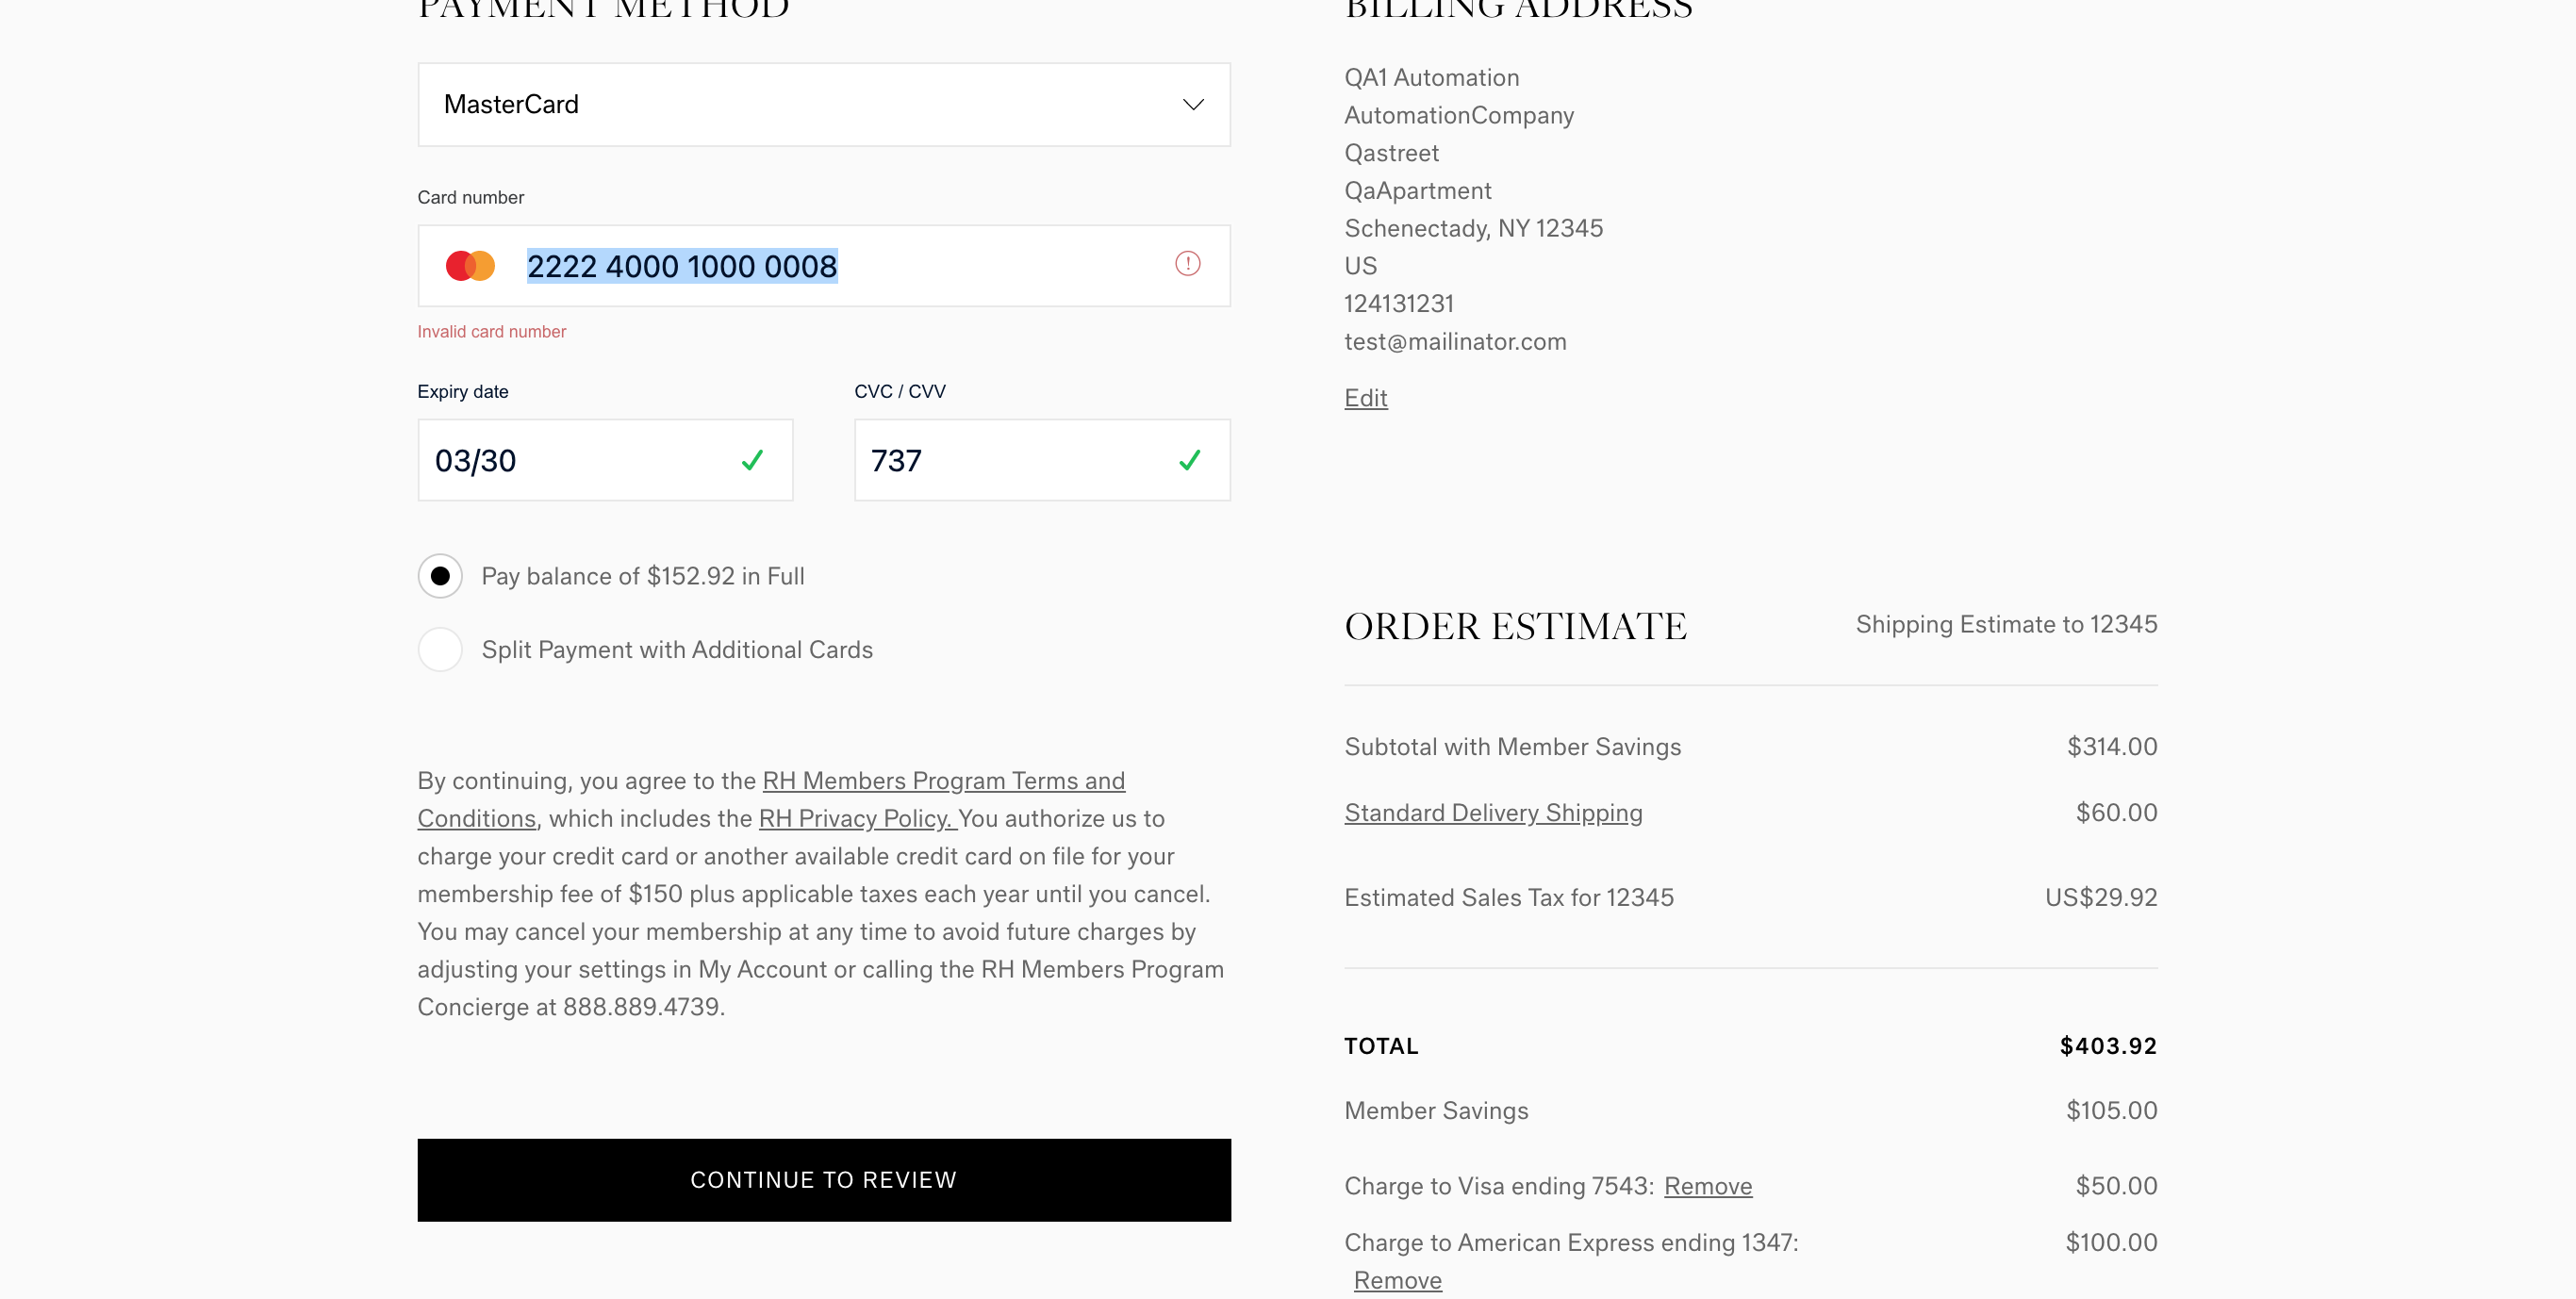 PAYMENT METHOD
MasterCard
Card number
2222 4000 1000 0008
Invalid card number
Expiry date
CVC / CVV
03/30
737
Pay balance of $152.92 in Full
Split Payment with Additional Cards
By continuing, you agree to the RH Members Program Terms and
Conditions, which includes the RH Privacy Policy. You authorize us to
charge your credit card or another available credit card on file for your
membership fee of $150 plus applicable taxes each year until you cancel.
You may cancel your membership at any time to avoid future charges by
adjusting your settings in My Account or calling the RH Members Program
Concierge at 888.889.4739.
CONTINUE TO REVIEW
BILLING ADDRESS
QA1 Automation
AutomationCompany
Qastreet
QaApartment
Schenectady, NY 12345
US
124131231
test@mailinator.com
Edit
ORDER ESTIMATE
Shipping Estimate to 12345
Subtotal with Member Savings $314.00
Standard Delivery Shipping $60.00
Estimated Sales Tax for 12345 US$29.92
TOTAL $403.92
Member Savings $105.00
Charge to Visa ending 7543: Remove $50.00
Charge to American Express ending 1347: $100.00
Remove